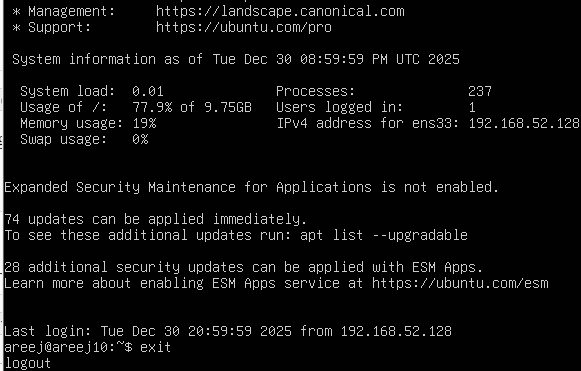 * Management:     https://landscape.canonical.com
* Support:        https://ubuntu.com/pro
System information as of Tue Dec 30 08:59:59 PM UTC 2025
System load:  0.01               Processes:              237
Usage of /:   77.9% of 9.75GB   Users logged in:        1
Memory usage: 19%                IPv4 address for ens33: 192.168.52.128
Swap usage:   0%
Expanded Security Maintenance for Applications is not enabled.
74 updates can be applied immediately.
To see these additional updates run: apt list --upgradable
28 additional security updates can be applied with ESM Apps.
Learn more about enabling ESM Apps service at https://ubuntu.com/esm
Last login: Tue Dec 30 20:59:59 2025 from 192.168.52.128
areej@areej10:~$ exit
logout